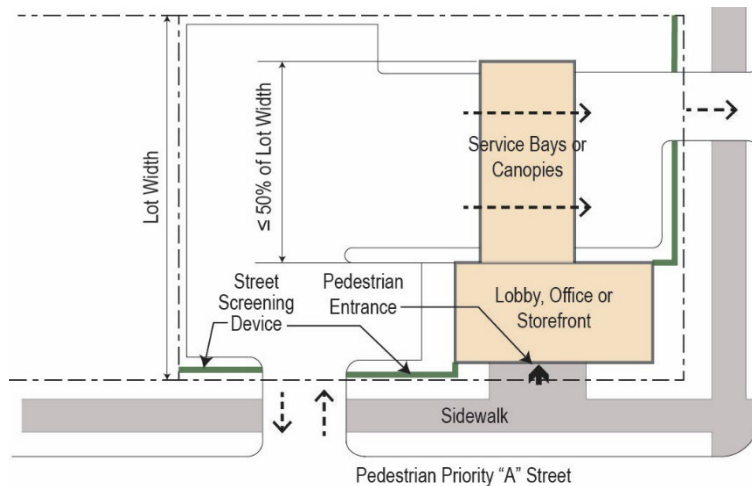 Lot Width
≤ 50% of Lot Width
Service Bays or
Canopies
Street
Screening
Device
Pedestrian
Entrance
Lobby, Office or
Storefront
Sidewalk
Pedestrian Priority “A” Street